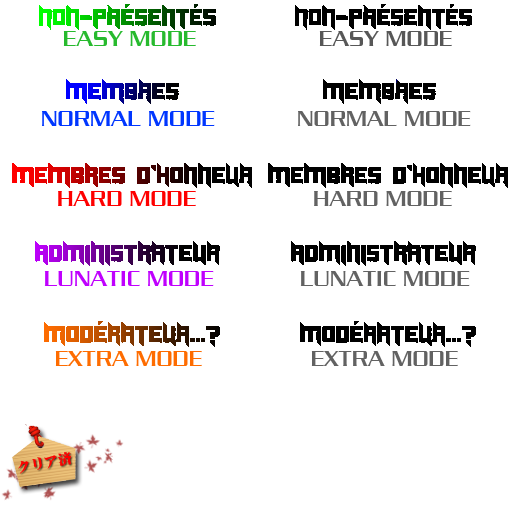 NON-PRÉSENTÉS NON-PRÉSENTÉS
EASY MODE EASY MODE
MEMBRES MEMBRES
NORMAL MODE NORMAL MODE
MEMBRES D'HONNEUR MEMBRES D'HONNEUR
HARD MODE HARD MODE
ADMINISTRATEUR ADMINISTRATEUR
LUNATIC MODE LUNATIC MODE
MODÉRATEUR...? MODÉRATEUR...?
EXTRA MODE EXTRA MODE
クリア済